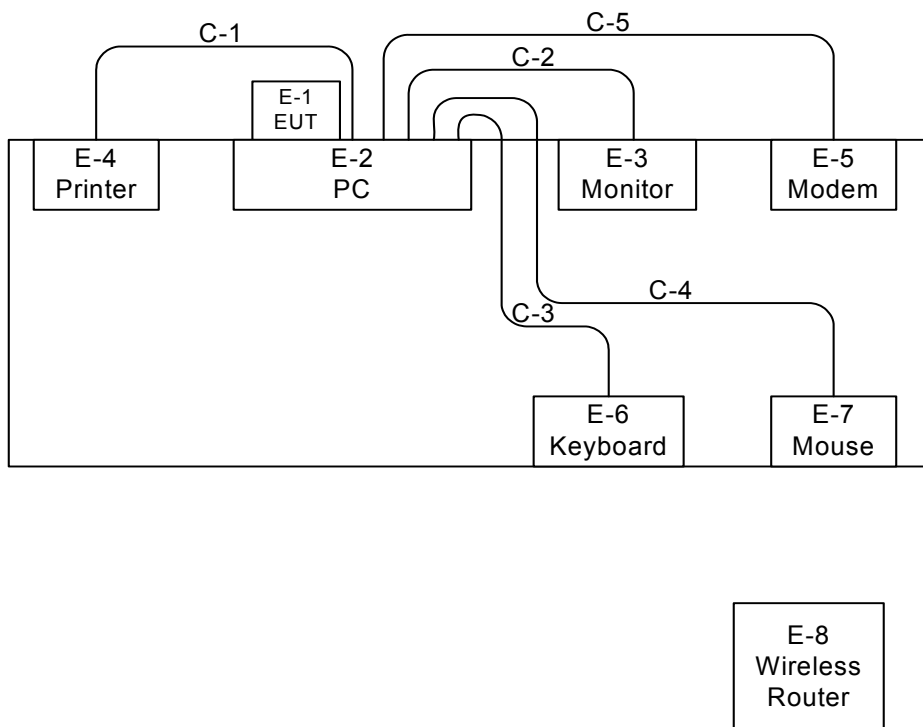 C-1
C-5
C-2
E-1
EUT
E-4
Printer
E-2
PC
E-3
Monitor
E-5
Modem
C-4
C-3
E-6
Keyboard
E-7
Mouse
E-8
Wireless
Router